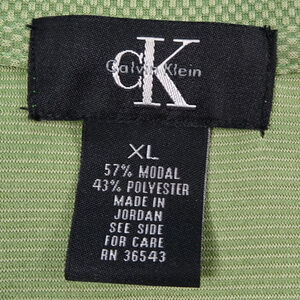 cK
Calvin Klein
XL
57% MODAL
43% POLYESTER
MADE IN
JORDAN
SEE SIDE
FOR CARE
RN 36543